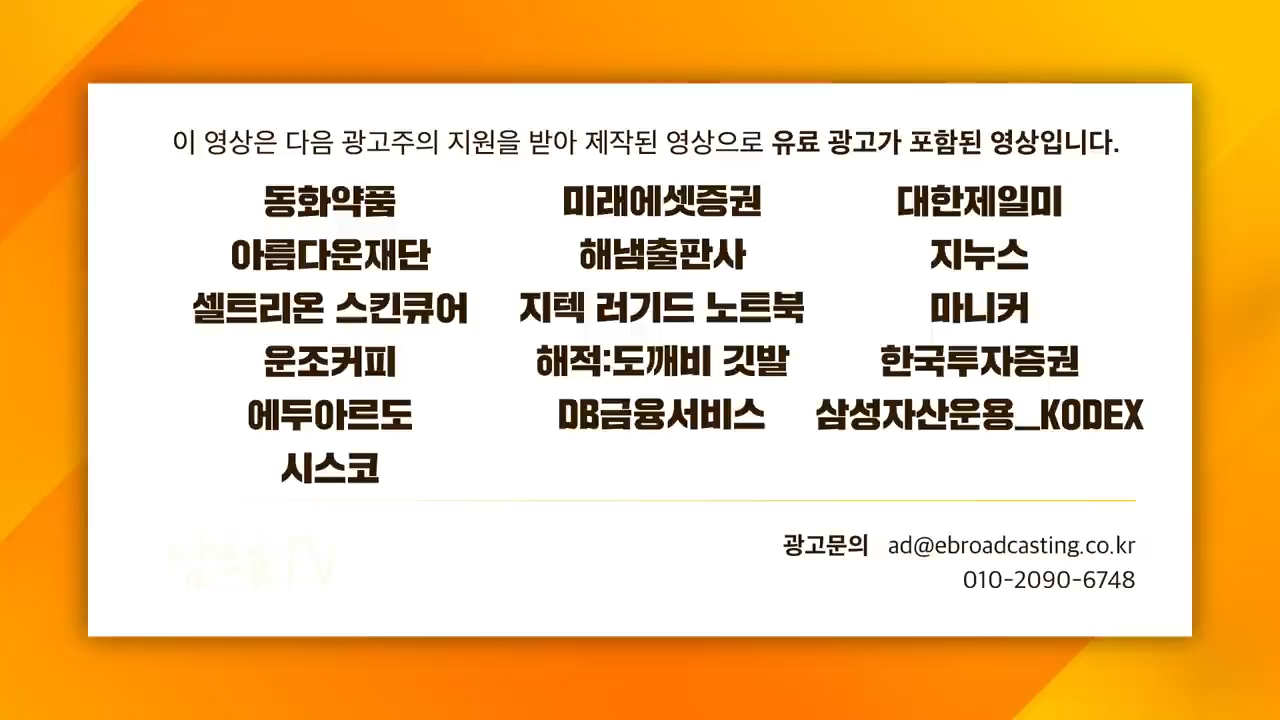 이 영상은 다음 광고주의 지원을 받아 제작된 영상으로 유료 광고가 포함된 영상입니다.
동화약품 미래에셋증권 대한제일미
아름다운재단 해냄출판사 지누스
셀트리온 스킨큐어 지텍 러기드 노트북 마니커
운조커피 해적:도깨비 깃발 한국투자증권
에두아르도 DB금융서비스 삼성자산운용_KODEX
시스코
광고문의 ad@ebroadcasting.co.kr
010-2090-6748